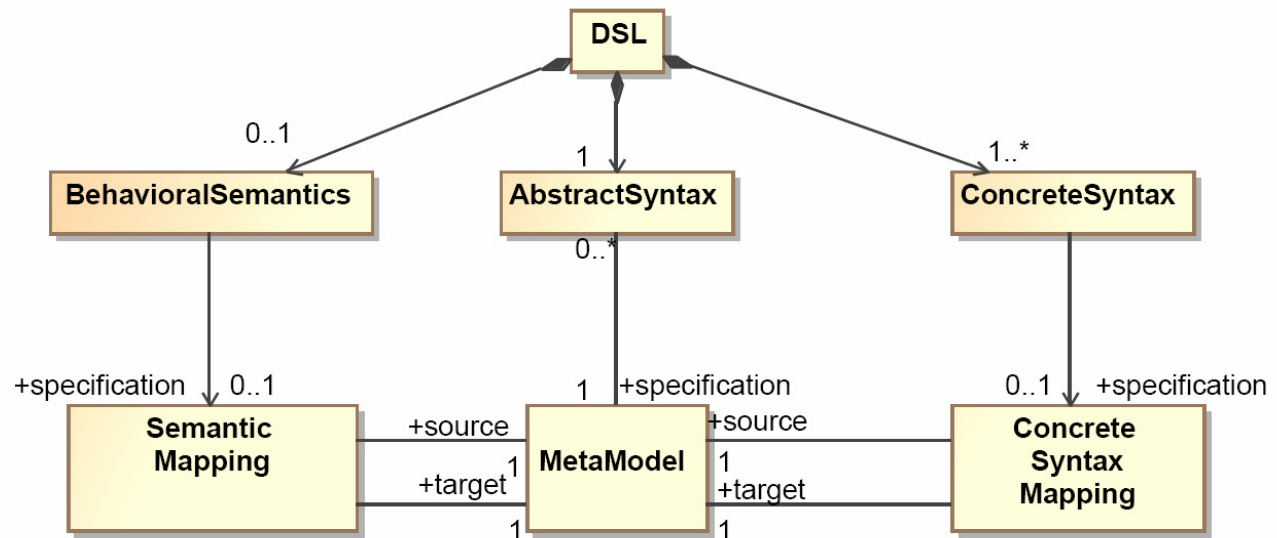 DSL
0..1
1
1..*
BehavioralSemantics
AbstractSyntax
ConcreteSyntax
0..*
+specification
0..1
1
+specification
0..1
+specification
Semantic
Mapping
+source
1
+target
1
MetaModel
+source
1
+target
1
Concrete
Syntax
Mapping